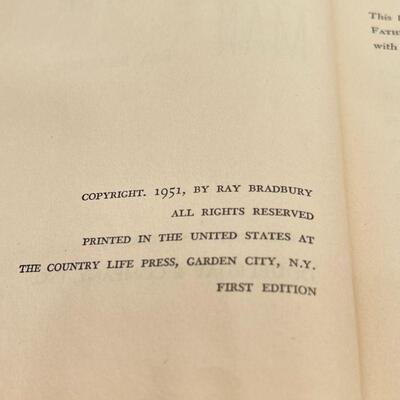 COPYRIGHT. 1951, BY RAY BRADBURY
ALL RIGHTS RESERVED
PRINTED IN THE UNITED STATES AT
THE COUNTRY LIFE PRESS, GARDEN CITY, N.Y.
FIRST EDITION
This
with